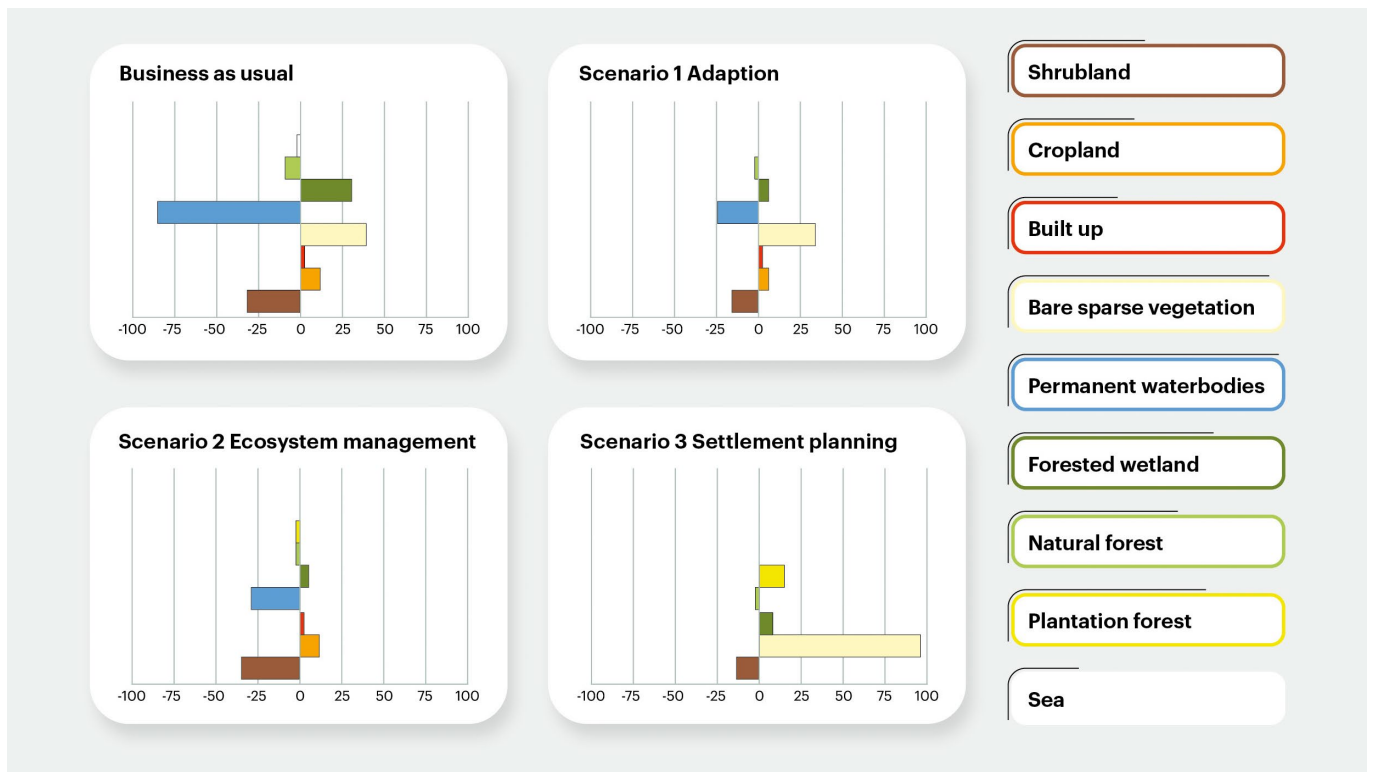 Business as usual
-100 -75 -50 -25 0 25 50 75 100
Scenario 1 Adaption
-100 -75 -50 -25 0 25 50 75 100
Scenario 2 Ecosystem management
-100 -75 -50 -25 0 25 50 75 100
Scenario 3 Settlement planning
-100 -75 -50 -25 0 25 50 75 100
Shrubland
Cropland
Built up
Bare sparse vegetation
Permanent waterbodies
Forested wetland
Natural forest
Plantation forest
Sea